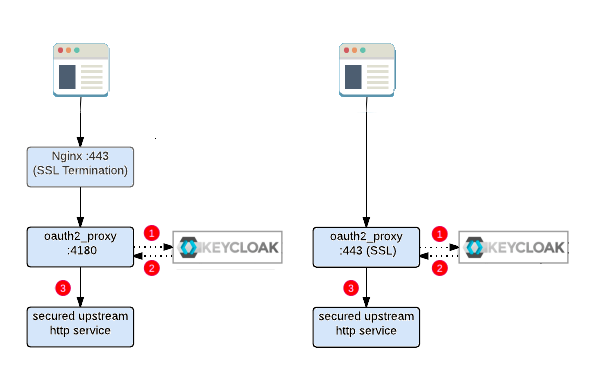 Nginx :443
(SSL Termination)
oauth2_proxy
:4180
1
2
KEYCLOAK
3
secured upstream
http service
oauth2_proxy
:443 (SSL)
1
2
KEYCLOAK
3
secured upstream
http service